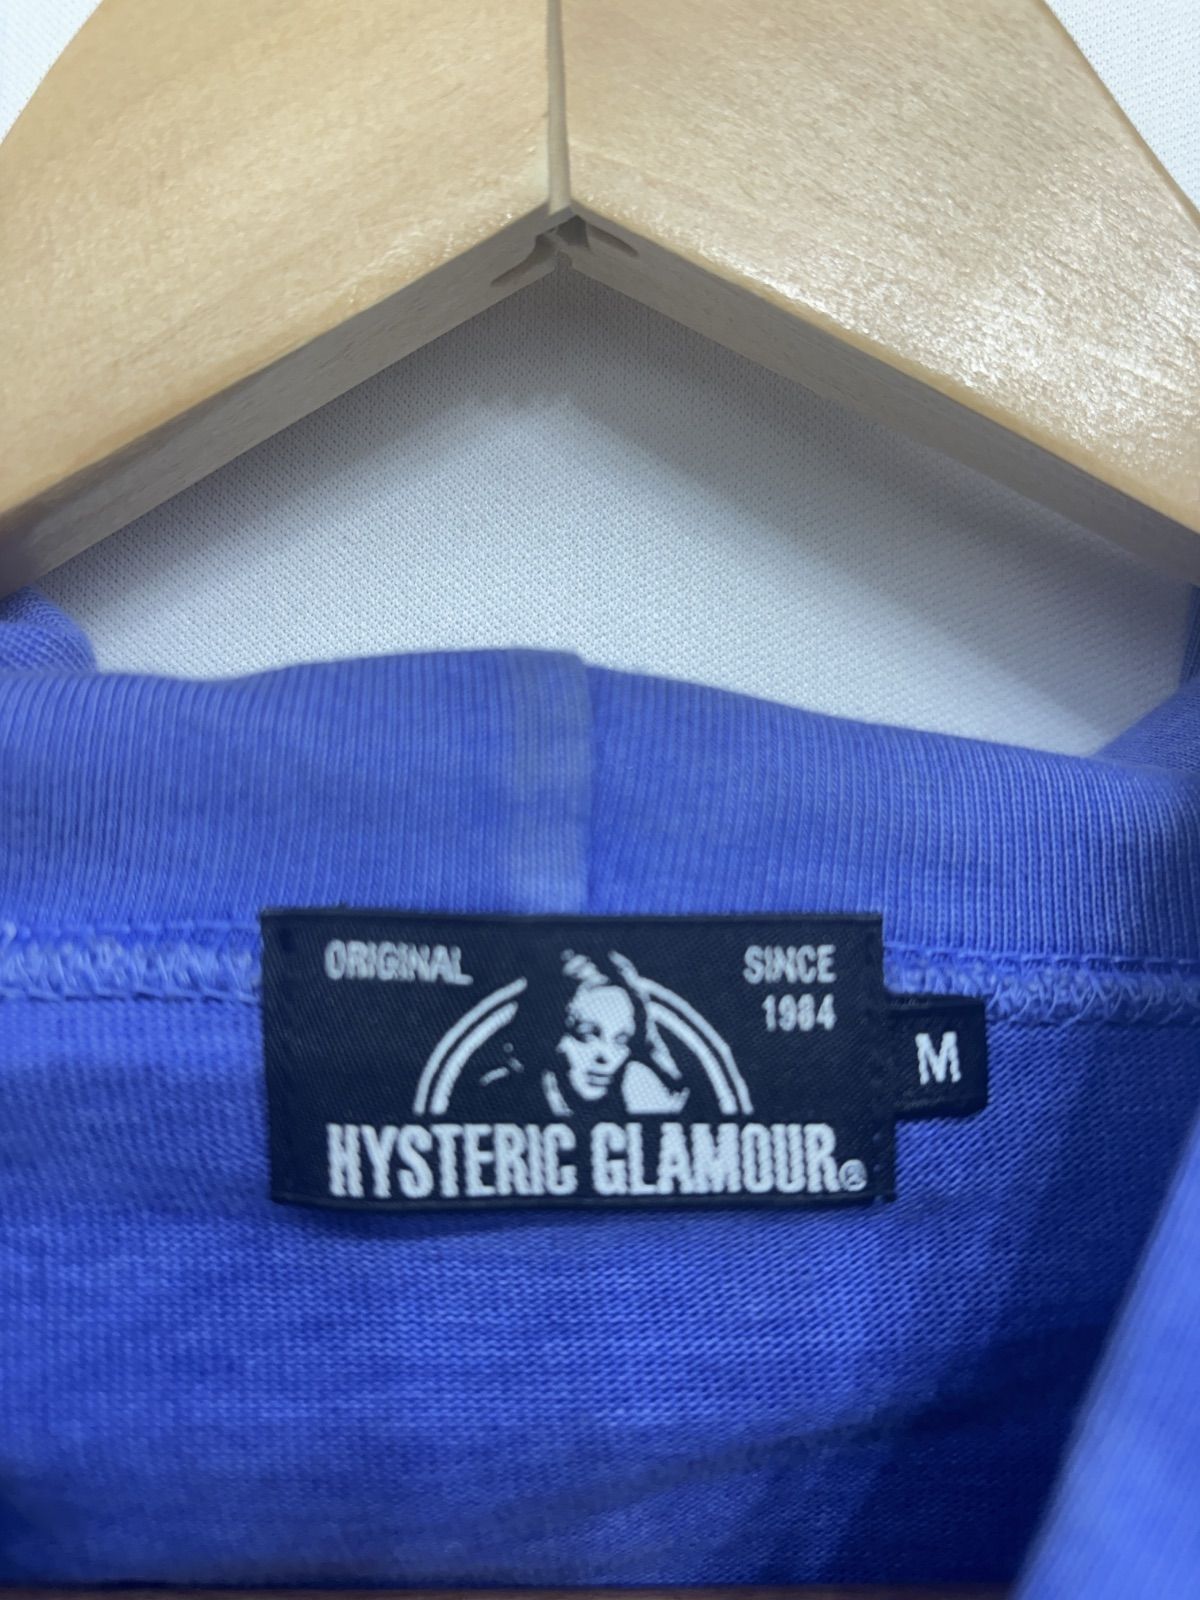 ORIGINAL
SINCE
1984
HYSTERIC GLAMOUR®
M